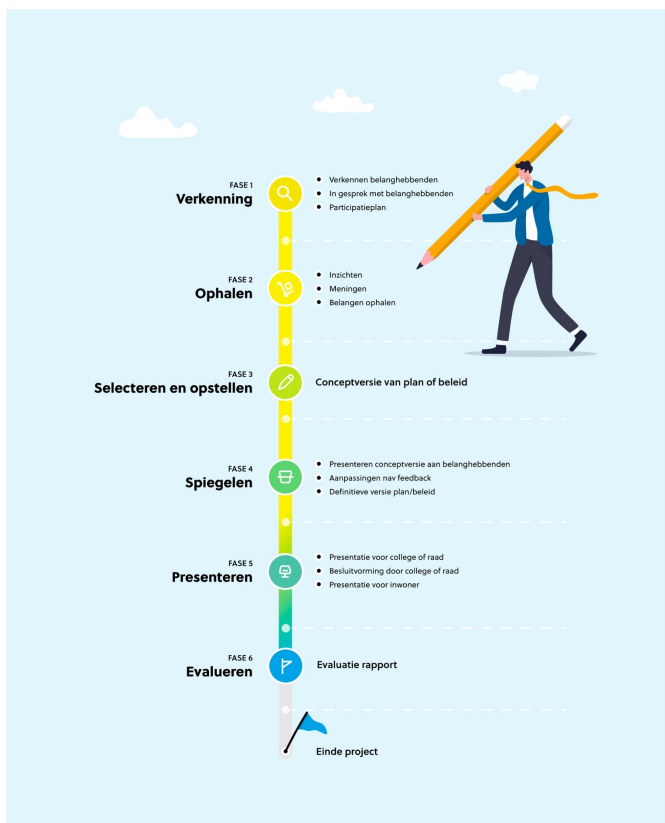 FASE 1
Verkenning
Verkennen belanghebbenden
In gesprek met belanghebbenden
Participatieplan
FASE 2
Ophalen
Inzichten
Meningen
Belangen ophalen
FASE 3
Selecteren en opstellen
Conceptversie van plan of beleid
FASE 4
Spiegelen
Presenteren conceptversie aan belanghebbenden
Aanpassingen nav feedback
Definitieve versie plan/beleid
FASE 5
Presenteren
Presentatie voor college of raad
Besluitvorming door college of raad
Presentatie voor inwoner
FASE 6
Evalueren
Evaluatie rapport
Einde project